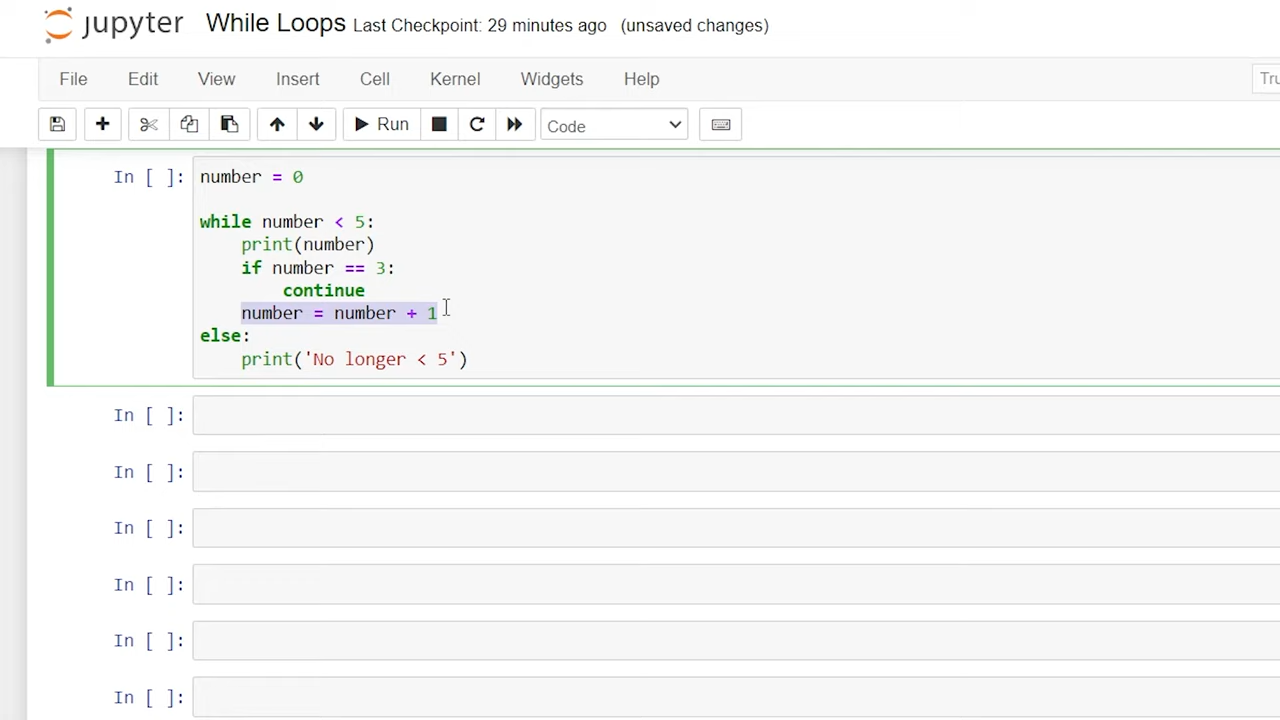 jupyter While Loops Last Checkpoint: 29 minutes ago (unsaved changes)
File Edit View Insert Cell Kernel Widgets Help Tru
Run Code
In [ ]: number = 0
while number < 5:
    print(number)
    if number == 3:
        continue
    number = number + 1
else:
    print('No longer < 5')
In [ ]:
In [ ]:
In [ ]:
In [ ]:
In [ ]:
In [ ]: